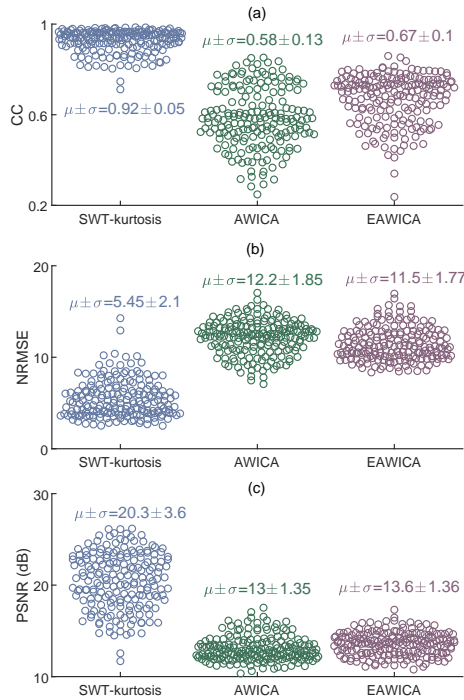 (a)
1
0.6
0.2
CC
μ±σ=0.92±0.05
μ±σ=0.58±0.13
μ±σ=0.67±0.1
SWT-kurtosis
AWICA
EAWICA
(b)
20
10
0
NRMSE
μ±σ=5.45±2.1
μ±σ=12.2±1.85
μ±σ=11.5±1.77
SWT-kurtosis
AWICA
EAWICA
(c)
30
20
10
PSNR (dB)
μ±σ=20.3±3.6
μ±σ=13±1.35
μ±σ=13.6±1.36
SWT-kurtosis
AWICA
EAWICA